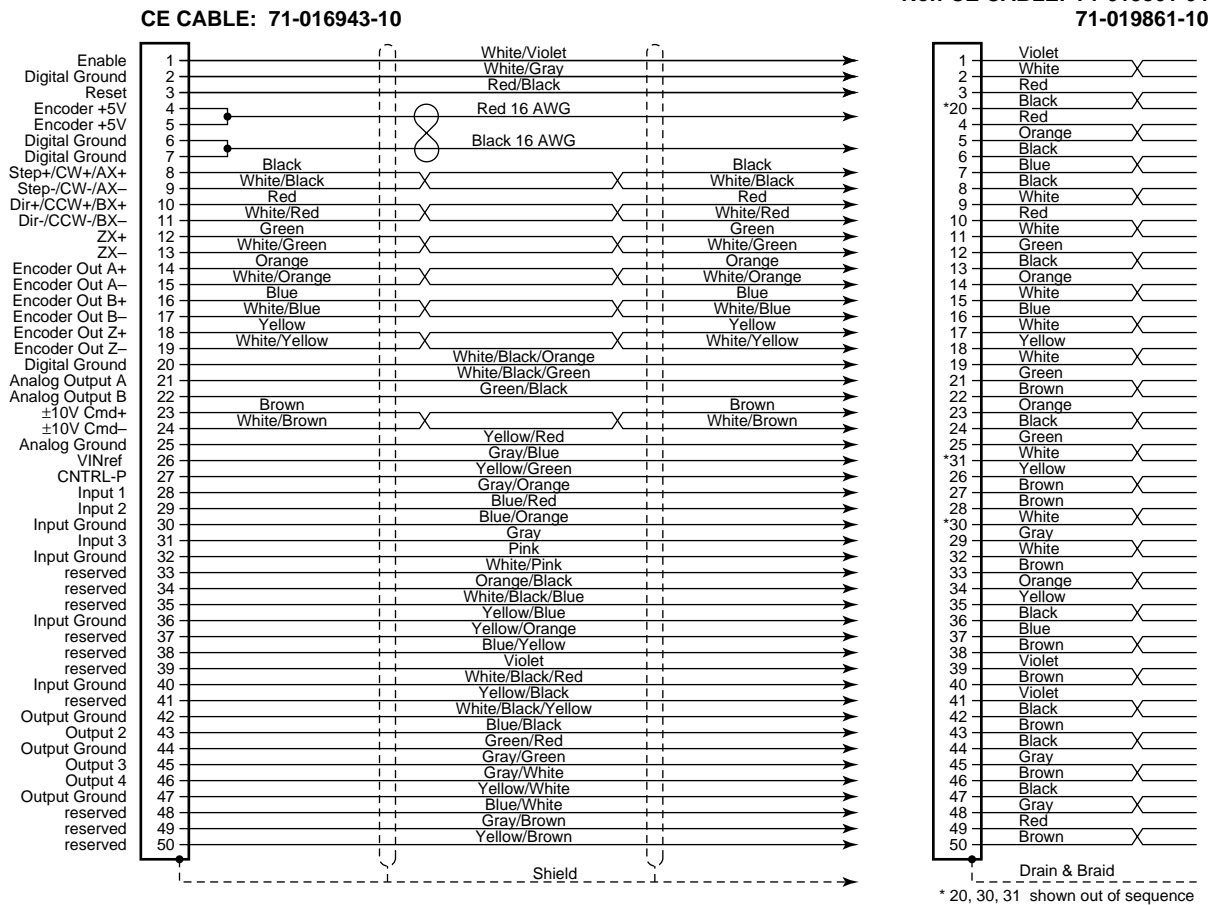 CE CABLE: 71-016943-10
Enable 1 White/Violet
Digital Ground 2 White/Gray
Reset 3 Red/Black
Encoder +5V 4 Red 16 AWG
Encoder +5V 5
Digital Ground 6 Black 16 AWG
Digital Ground 7
Step+/CW+/AX+ 8 Black Black
Step-/CW-/AX– 9 White/Black White/Black
Dir+/CCW+/BX+ 10 Red Red
Dir-/CCW-/BX– 11 White/Red White/Red
ZX+ 12 Green Green
ZX– 13 White/Green White/Green
Encoder Out A+ 14 Orange Orange
Encoder Out A– 15 White/Orange White/Orange
Encoder Out B+ 16 Blue Blue
Encoder Out B– 17 White/Blue White/Blue
Encoder Out Z+ 18 Yellow Yellow
Encoder Out Z– 19 White/Yellow White/Yellow
Digital Ground 20 White/Black/Orange
Analog Output A 21 White/Black/Green
Analog Output B 22 Green/Black
±10V Cmd+ 23 Brown Brown
±10V Cmd– 24 White/Brown White/Brown
Analog Ground 25 Yellow/Red
VINref 26 Gray/Blue
CNTRL-P 27 Yellow/Green
Input 1 28 Gray/Orange
Input 2 29 Blue/Red
Input Ground 30 Blue/Orange
Input 3 31 Gray
Input Ground 32 Pink
reserved 33 White/Pink
reserved 34 Orange/Black
reserved 35 White/Black/Blue
Input Ground 36 Yellow/Blue
reserved 37 Yellow/Orange
reserved 38 Blue/Yellow
reserved 39 Violet
Input Ground 40 White/Black/Red
reserved 41 Yellow/Black
Output Ground 42 White/Black/Yellow
Output 2 43 Blue/Black
Output Ground 44 Green/Red
Output 3 45 Gray/Green
Output 4 46 Gray/White
Output Ground 47 Yellow/White
reserved 48 Blue/White
reserved 49 Gray/Brown
reserved 50 Yellow/Brown
Shield
71-019861-10
1 Violet
2 White
3 Red
*20 Black
4 Red
5 Orange
6 Black
7 Blue
8 Black
9 White
10 Red
11 White
12 Green
13 Black
14 Orange
15 White
16 Blue
17 White
18 Yellow
19 White
21 Green
22 Brown
23 Orange
24 Black
25 Green
*31 White
26 Yellow
27 Brown
28 Brown
*30 White
29 Gray
32 White
33 Brown
34 Orange
35 Yellow
36 Black
37 Blue
38 Brown
39 Violet
40 Brown
41 Violet
42 Black
43 Brown
44 Black
45 Gray
46 Brown
47 Black
48 Gray
49 Red
50 Brown
Drain & Braid
* 20, 30, 31 shown out of sequence